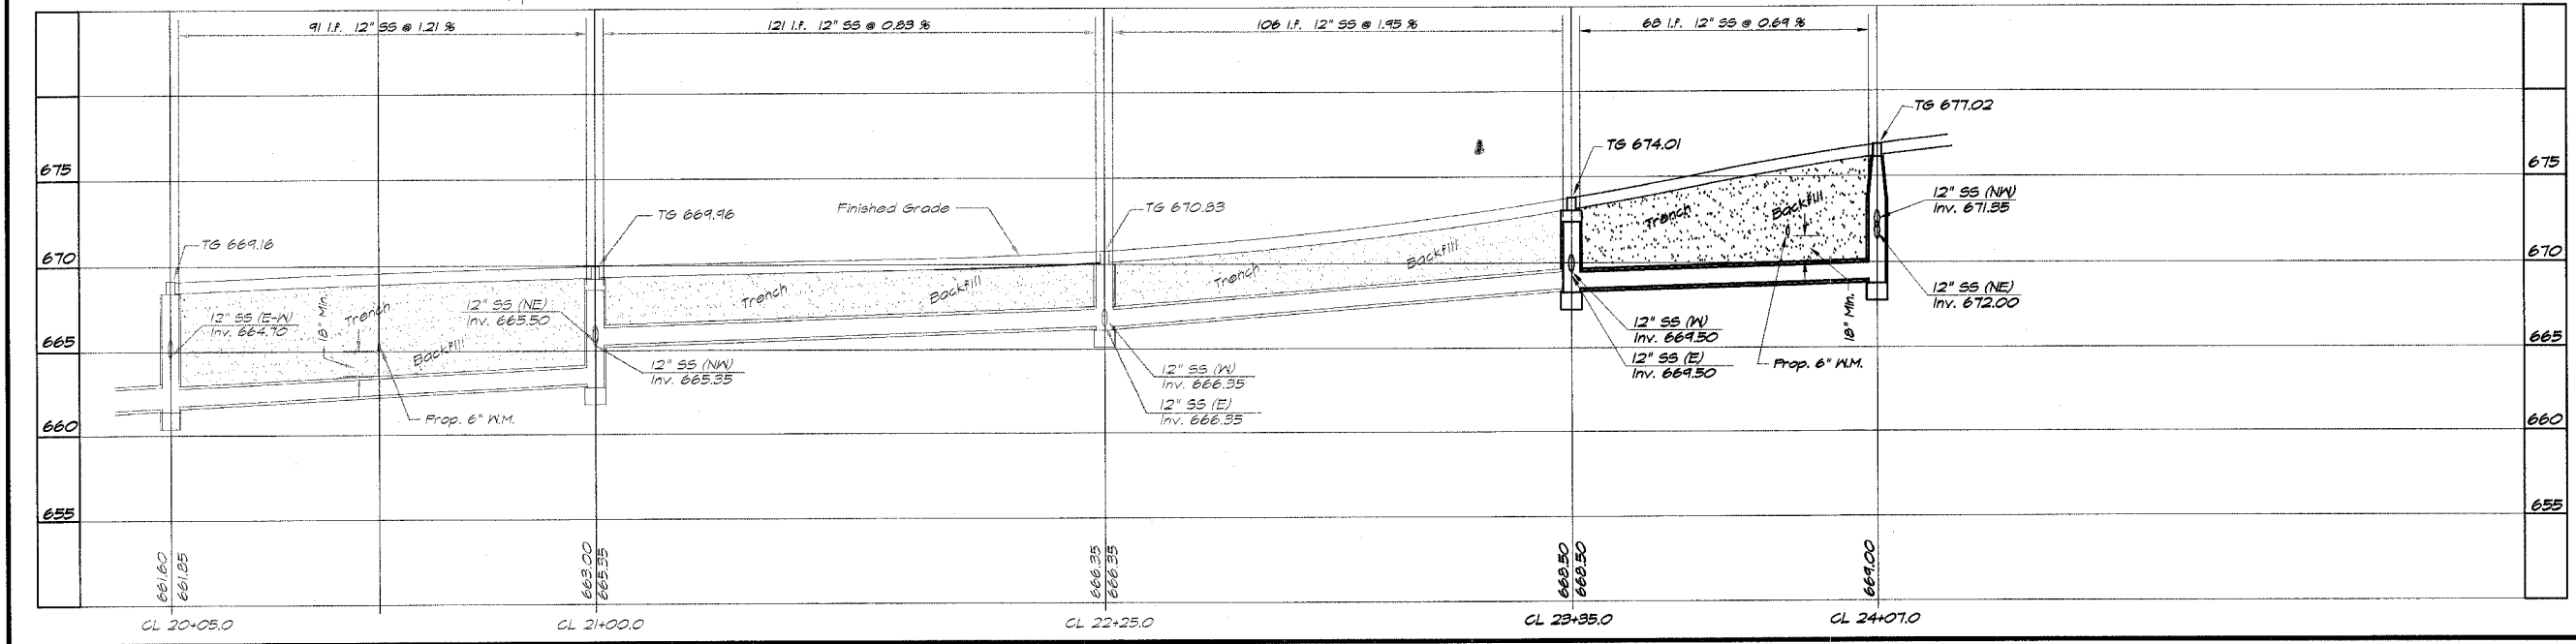 91 l.f. 12" SS @ 1.21 %
121 l.f. 12" SS @ 0.83 %
106 l.f. 12" SS @ 1.95 %
68 l.f. 12" SS @ 0.69 %
TG 677.02
TG 674.01
675
675
12" SS (NW)
Inv. 671.35
TG 669.96
Finished Grade
TG 670.83
TG 669.16
Trench
Backfill
670
670
Trench
Backfill
12" SS (NE)
Inv. 672.00
Trench
Backfill
18" Min.
12" SS (NE)
Inv. 665.50
12" SS (E-W)
Inv. 664.70
Trench
Backfill
18" Min.
12" SS (W)
Inv. 669.50
665
665
12" SS (E)
Inv. 669.50
Prop. 6" W.M.
12" SS (NW)
Inv. 665.35
12" SS (W)
Inv. 666.35
12" SS (E)
Inv. 666.35
Prop. 6" W.M.
660
660
655
655
661.60
661.85
663.00
665.35
666.35
666.35
668.50
668.50
669.00
CL 20+05.0
CL 21+00.0
CL 22+25.0
CL 23+35.0
CL 24+07.0